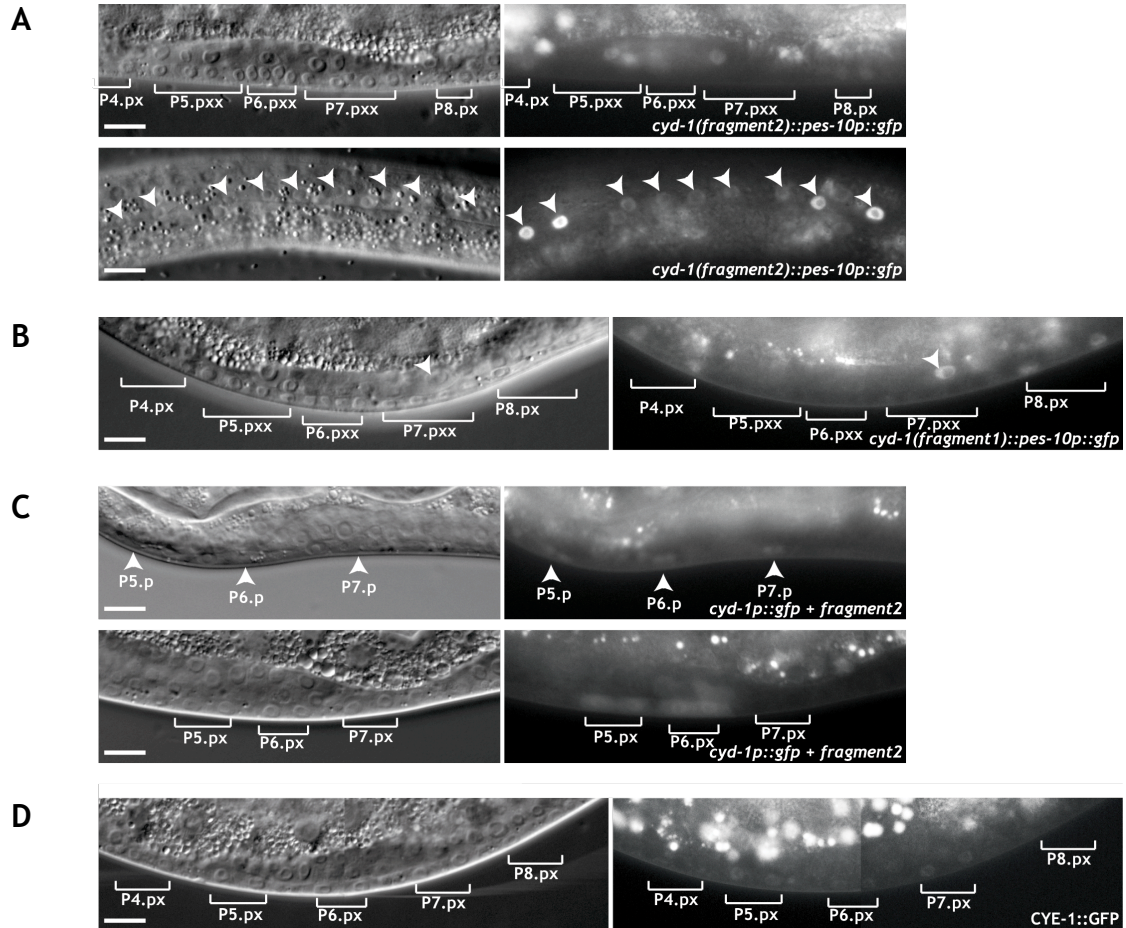 A
P4.px P5.pxx P6.pxx P7.pxx P8.px
P4.px P5.pxx P6.pxx P7.pxx P8.px
cyd-1(fragment2)::pes-10p::gfp
cyd-1(fragment2)::pes-10p::gfp
B
P4.px P5.pxx P6.pxx P7.pxx P8.px
P4.px P5.pxx P6.pxx P7.pxx P8.px
cyd-1(fragment1)::pes-10p::gfp
C
P5.p P6.p P7.p
P5.p P6.p P7.p
cyd-1p::gfp + fragment2
P5.px P6.px P7.px
P5.px P6.px P7.px
cyd-1p::gfp + fragment2
D
P4.px P5.px P6.px P7.px P8.px
P4.px P5.px P6.px P7.px P8.px
CYE-1::GFP